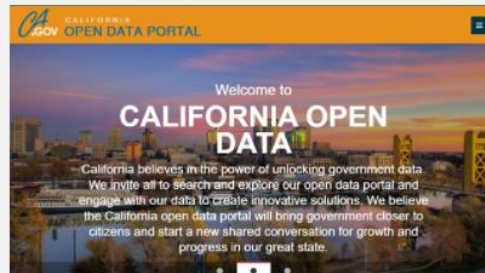 CA
.GOV
CALIFORNIA
OPEN DATA PORTAL
Welcome to
CALIFORNIA OPEN
DATA
California believes in the power of unlocking government data.
We invite all to search and explore our open data portal and
engage with our data to create innovative solutions. We believe
the California open data portal will bring government closer to
citizens and start a new shared conversation for growth and
progress in our great state.